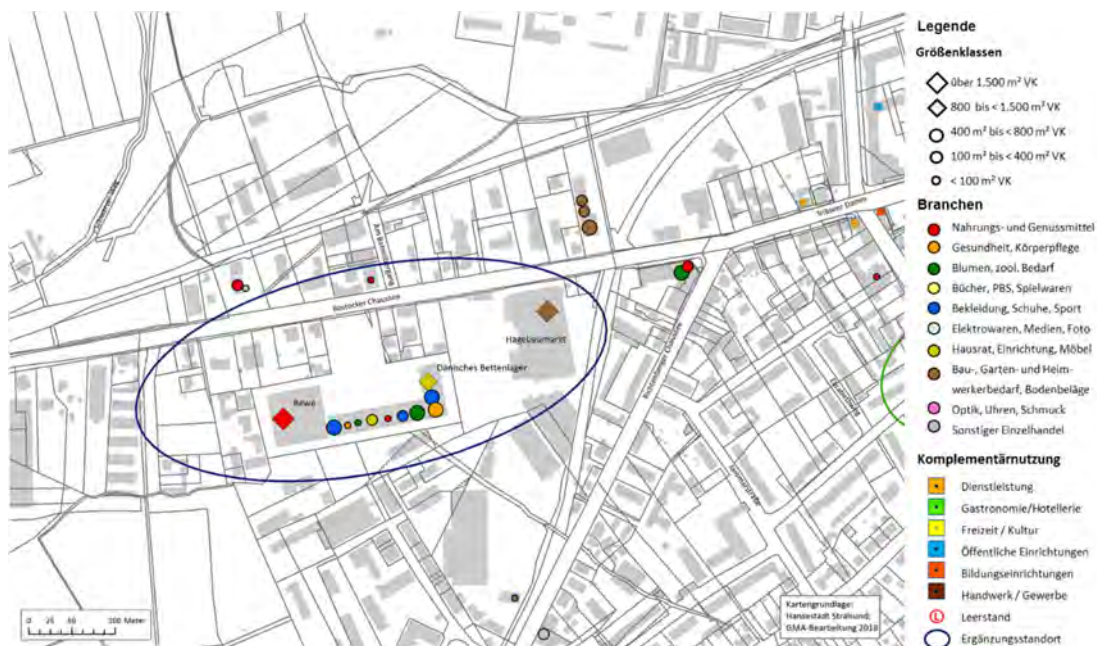 Legende
Größenklassen
über 1.500 m² VK
800 bis < 1.500 m² VK
400 m² bis < 800 m² VK
100 m² bis < 400 m² VK
< 100 m² VK
Branchen
Nahrungs- und Genussmittel
Gesundheit, Körperpflege
Blumen, zool. Bedarf
Bücher, PBS, Spielwaren
Bekleidung, Schuhe, Sport
Elektrowaren, Medien, Foto
Hausrat, Einrichtung, Möbel
Bau-, Garten- und Heim-
werkerbedarf, Bodenbeläge
Optik, Uhren, Schmuck
Sonstiger Einzelhandel
Komplementärnutzung
Dienstleistung
Gastronomie/Hotellerie
Freizeit / Kultur
Öffentliche Einrichtungen
Bildungseinrichtungen
Handwerk / Gewerbe
L Leerstand
Ergänzungsstandort
Tribseer Damm
Rostocker Chaussee
Hagebaumarkt
Dänisches Bettenlager
Rewe
Richtenberger Chaussee
0 25 50 100 Meter
Kartengrundlage:
Hansestadt Stralsund;
GMA-Bearbeitung 2018